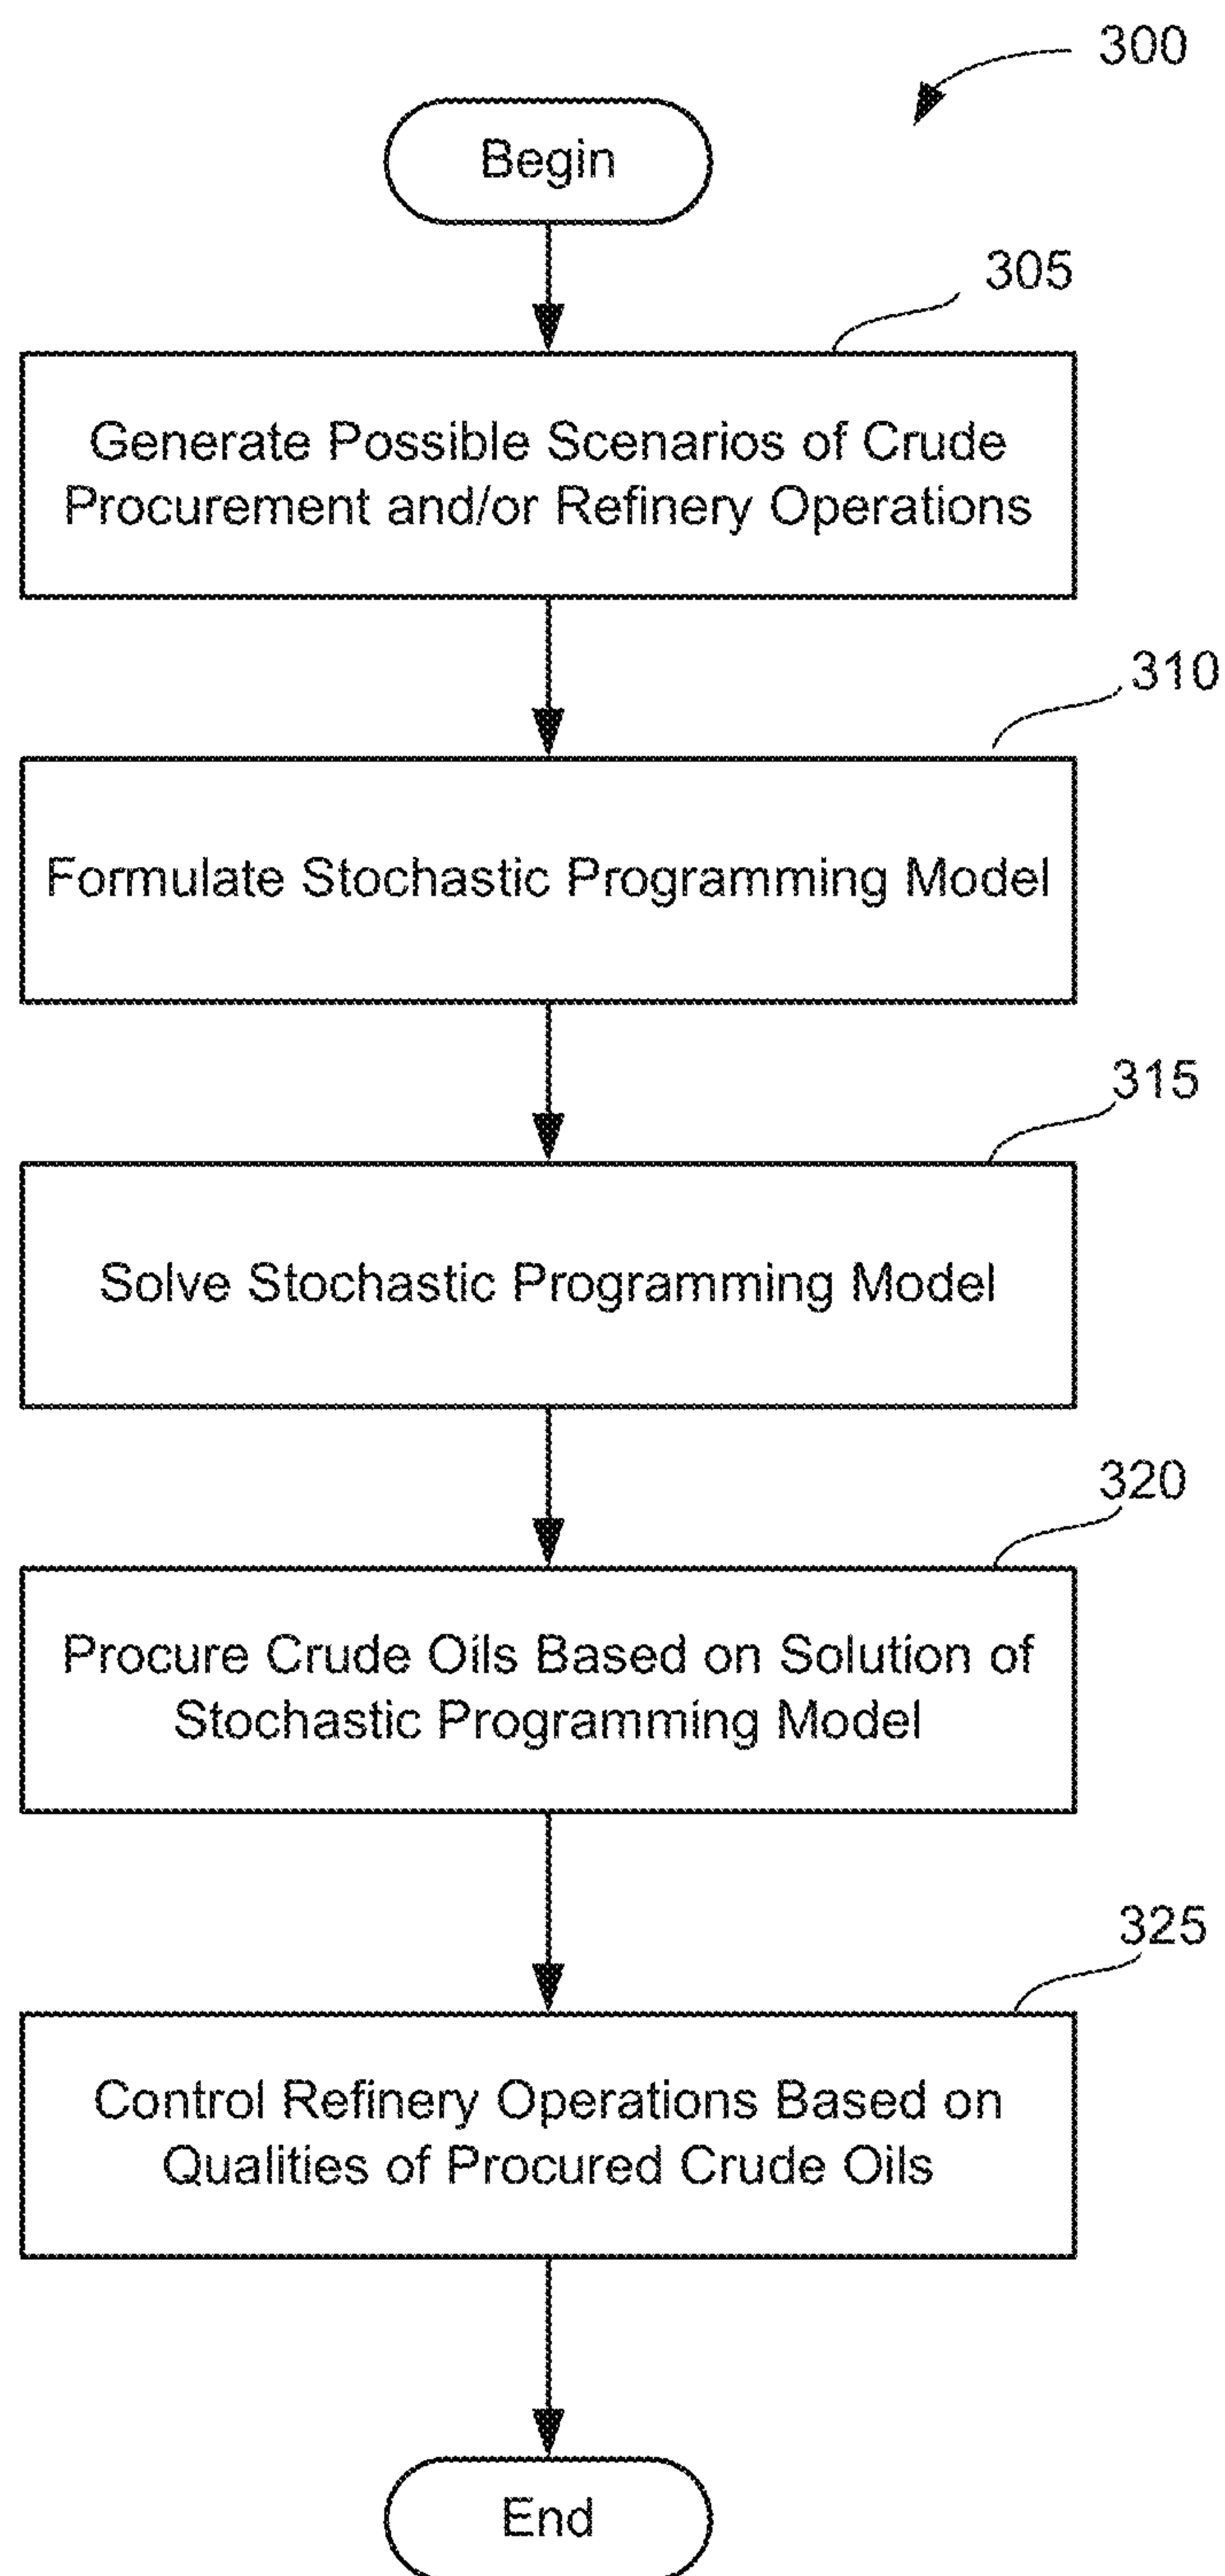 300
Begin
305
Generate Possible Scenarios of Crude
Procurement and/or Refinery Operations
310
Formulate Stochastic Programming Model
315
Solve Stochastic Programming Model
320
Procure Crude Oils Based on Solution of
Stochastic Programming Model
325
Control Refinery Operations Based on
Qualities of Procured Crude Oils
End